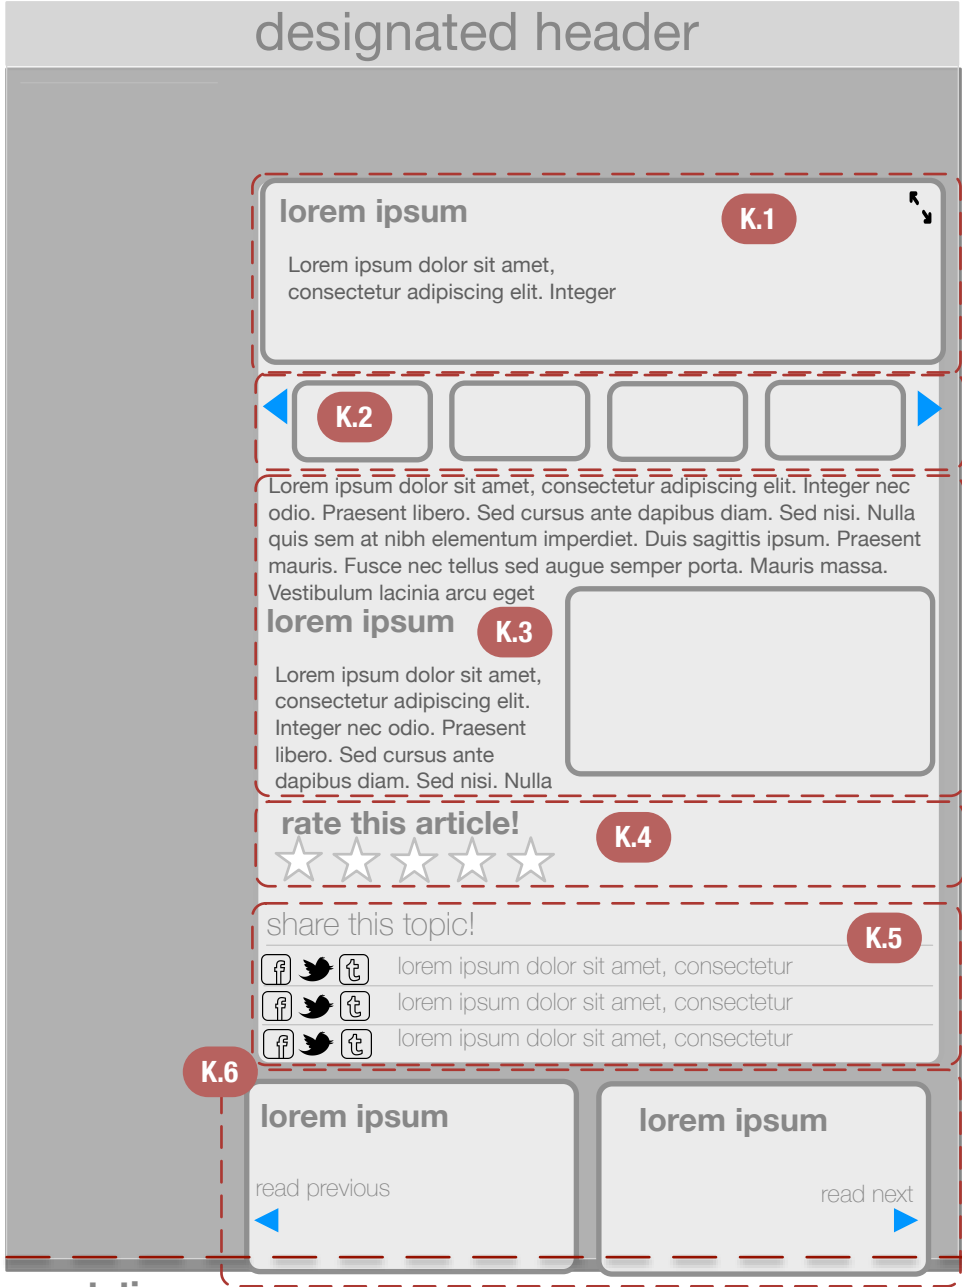 designated header
lorem ipsum
K.1
Lorem ipsum dolor sit amet,
consectetur adipiscing elit. Integer
K.2
Lorem ipsum dolor sit amet, consectetur adipiscing elit. Integer nec
odio. Praesent libero. Sed cursus ante dapibus diam. Sed nisi. Nulla
quis sem at nibh elementum imperdiet. Duis sagittis ipsum. Praesent
mauris. Fusce nec tellus sed augue semper porta. Mauris massa.
Vestibulum lacinia arcu eget
lorem ipsum
K.3
Lorem ipsum dolor sit amet,
consectetur adipiscing elit.
Integer nec odio. Praesent
libero. Sed cursus ante
dapibus diam. Sed nisi. Nulla
rate this article!
K.4
share this topic!
K.5
f t lorem ipsum dolor sit amet, consectetur
f t lorem ipsum dolor sit amet, consectetur
f t lorem ipsum dolor sit amet, consectetur
K.6
lorem ipsum
read previous
lorem ipsum
read next